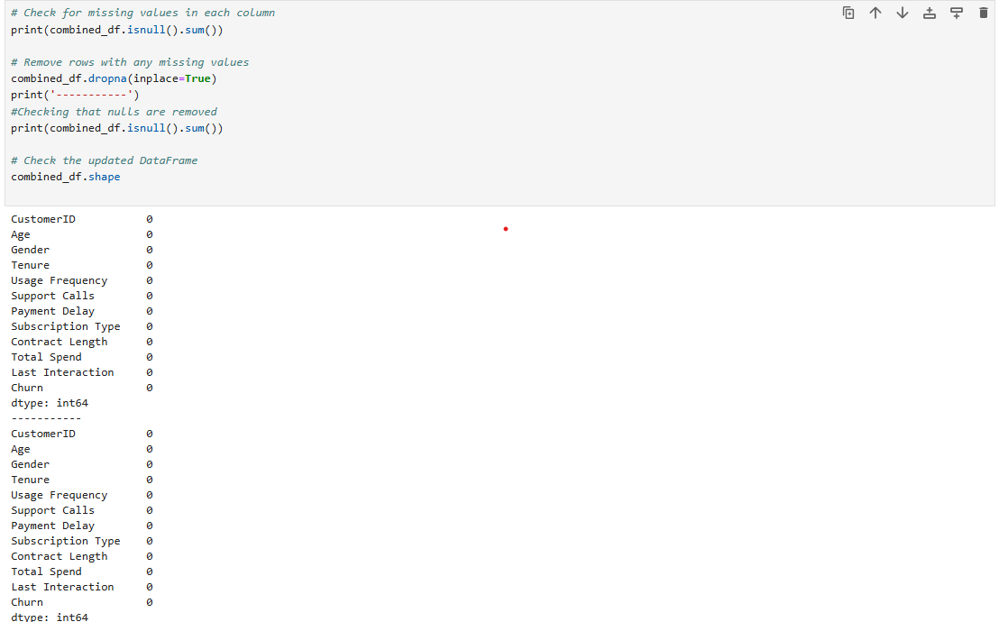 # Check for missing values in each column
print(combined_df.isnull().sum())
# Remove rows with any missing values
combined_df.dropna(inplace=True)
print('-----------')
#Checking that nulls are removed
print(combined_df.isnull().sum())
# Check the updated DataFrame
combined_df.shape
CustomerID 0
Age 0
Gender 0
Tenure 0
Usage Frequency 0
Support Calls 0
Payment Delay 0
Subscription Type 0
Contract Length 0
Total Spend 0
Last Interaction 0
Churn 0
dtype: int64
-----------
CustomerID 0
Age 0
Gender 0
Tenure 0
Usage Frequency 0
Support Calls 0
Payment Delay 0
Subscription Type 0
Contract Length 0
Total Spend 0
Last Interaction 0
Churn 0
dtype: int64